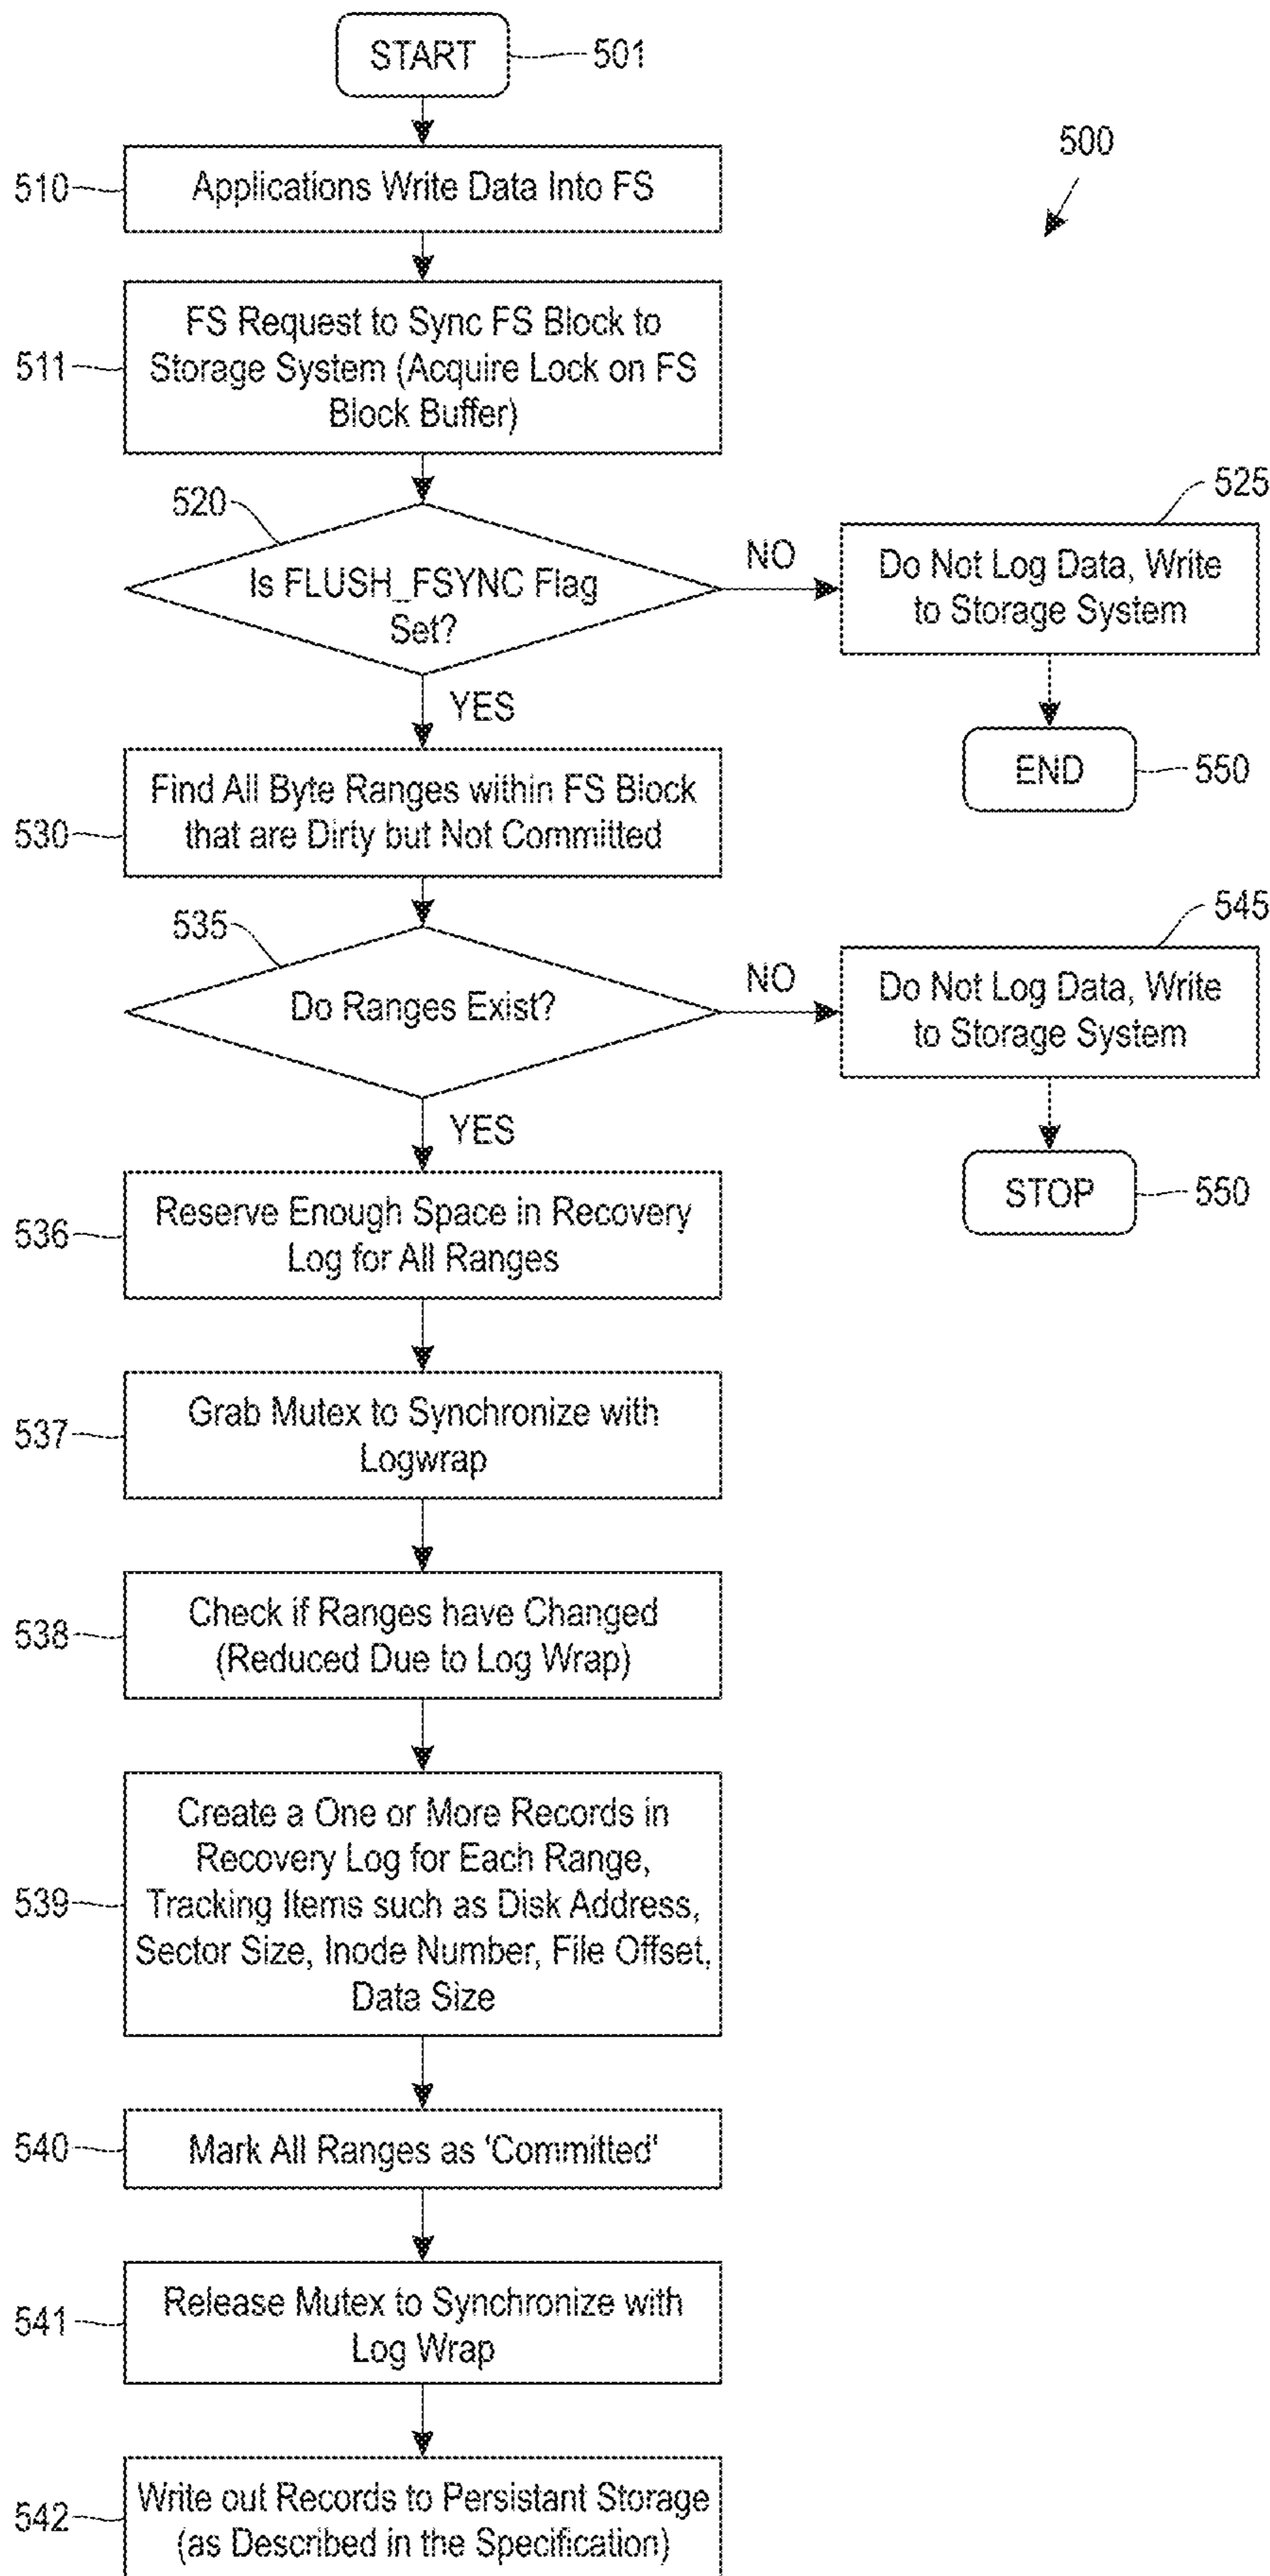 START
501
500
510
Applications Write Data Into FS
511
FS Request to Sync FS Block to
Storage System (Acquire Lock on FS
Block Buffer)
520
Is FLUSH_FSYNC Flag
Set?
NO
525
Do Not Log Data, Write
to Storage System
YES
END
550
530
Find All Byte Ranges within FS Block
that are Dirty but Not Committed
535
Do Ranges Exist?
NO
545
Do Not Log Data, Write
to Storage System
YES
STOP
550
536
Reserve Enough Space in Recovery
Log for All Ranges
537
Grab Mutex to Synchronize with
Logwrap
538
Check if Ranges have Changed
(Reduced Due to Log Wrap)
539
Create a One or More Records in
Recovery Log for Each Range,
Tracking Items such as Disk Address,
Sector Size, Inode Number, File Offset,
Data Size
540
Mark All Ranges as 'Committed'
541
Release Mutex to Synchronize with
Log Wrap
542
Write out Records to Persistant Storage
(as Described in the Specification)